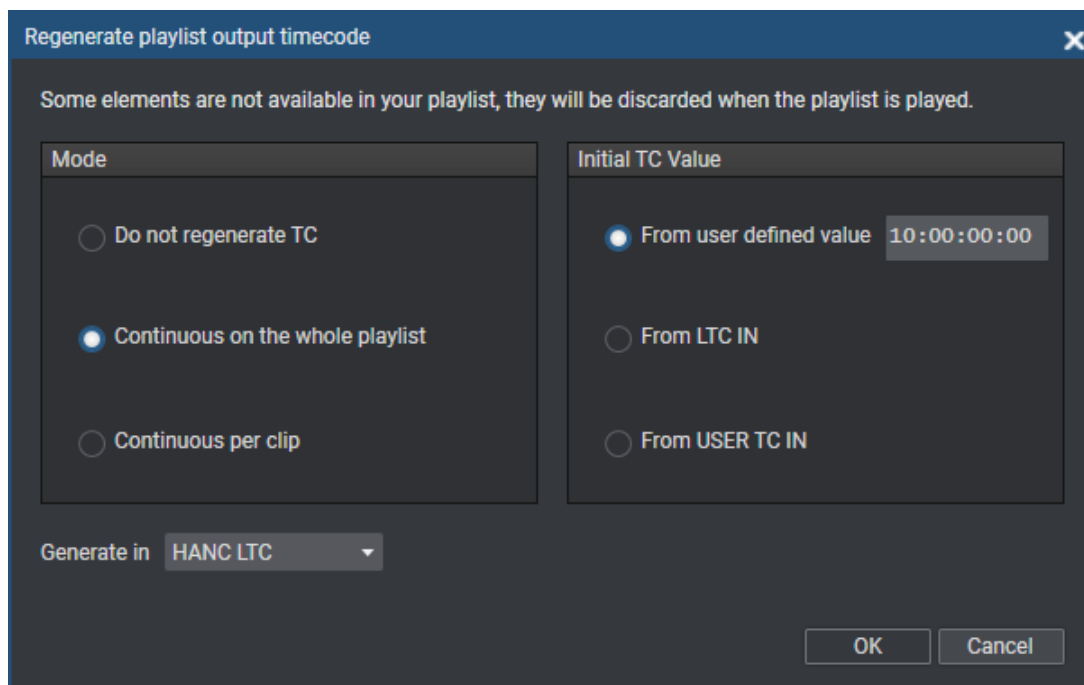 Regenerate playlist output timecode
Some elements are not available in your playlist, they will be discarded when the playlist is played.
Mode
Do not regenerate TC
Continuous on the whole playlist
Continuous per clip
Initial TC Value
From user defined value 10:00:00:00
From LTC IN
From USER TC IN
Generate in HANC LTC
OK Cancel